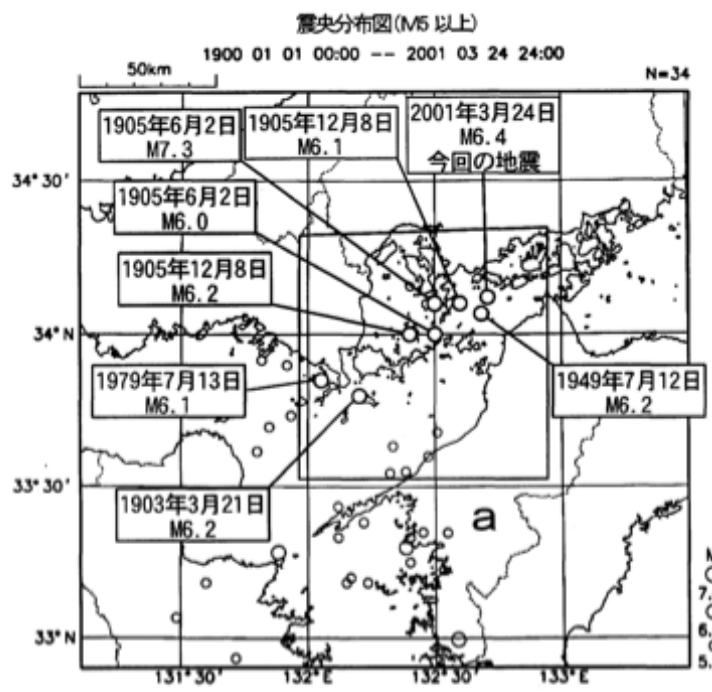 震央分布図(M5 以上)
1900 01 01 00:00 -- 2001 03 24 24:00
50km
N=34
1905年6月2日
M7.3
1905年12月8日
M6.1
2001年3月24日
M6.4
今回の地震
34°30'
1905年6月2日
M6.0
1905年12月8日
M6.2
34°N
1979年7月13日
M6.1
1949年7月12日
M6.2
33°30'
1903年3月21日
M6.2
a
M
7.
6.
5.
33°N
131°30'
132°E
132°30'
133°E